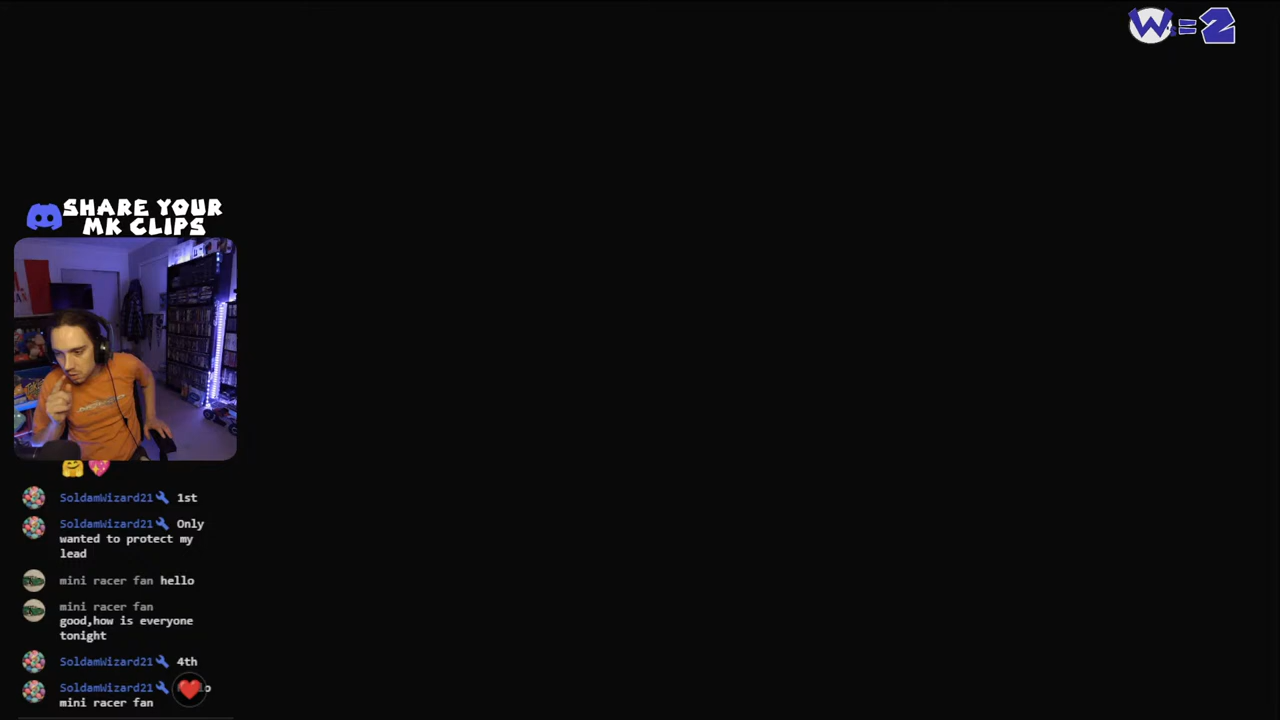 W=2
SHARE YOUR
MK CLIPS
SoldamWizard21 1st
SoldamWizard21 Only
wanted to protect my
lead
mini racer fan hello
mini racer fan
good,how is everyone
tonight
SoldamWizard21 4th
SoldamWizard21
mini racer fan